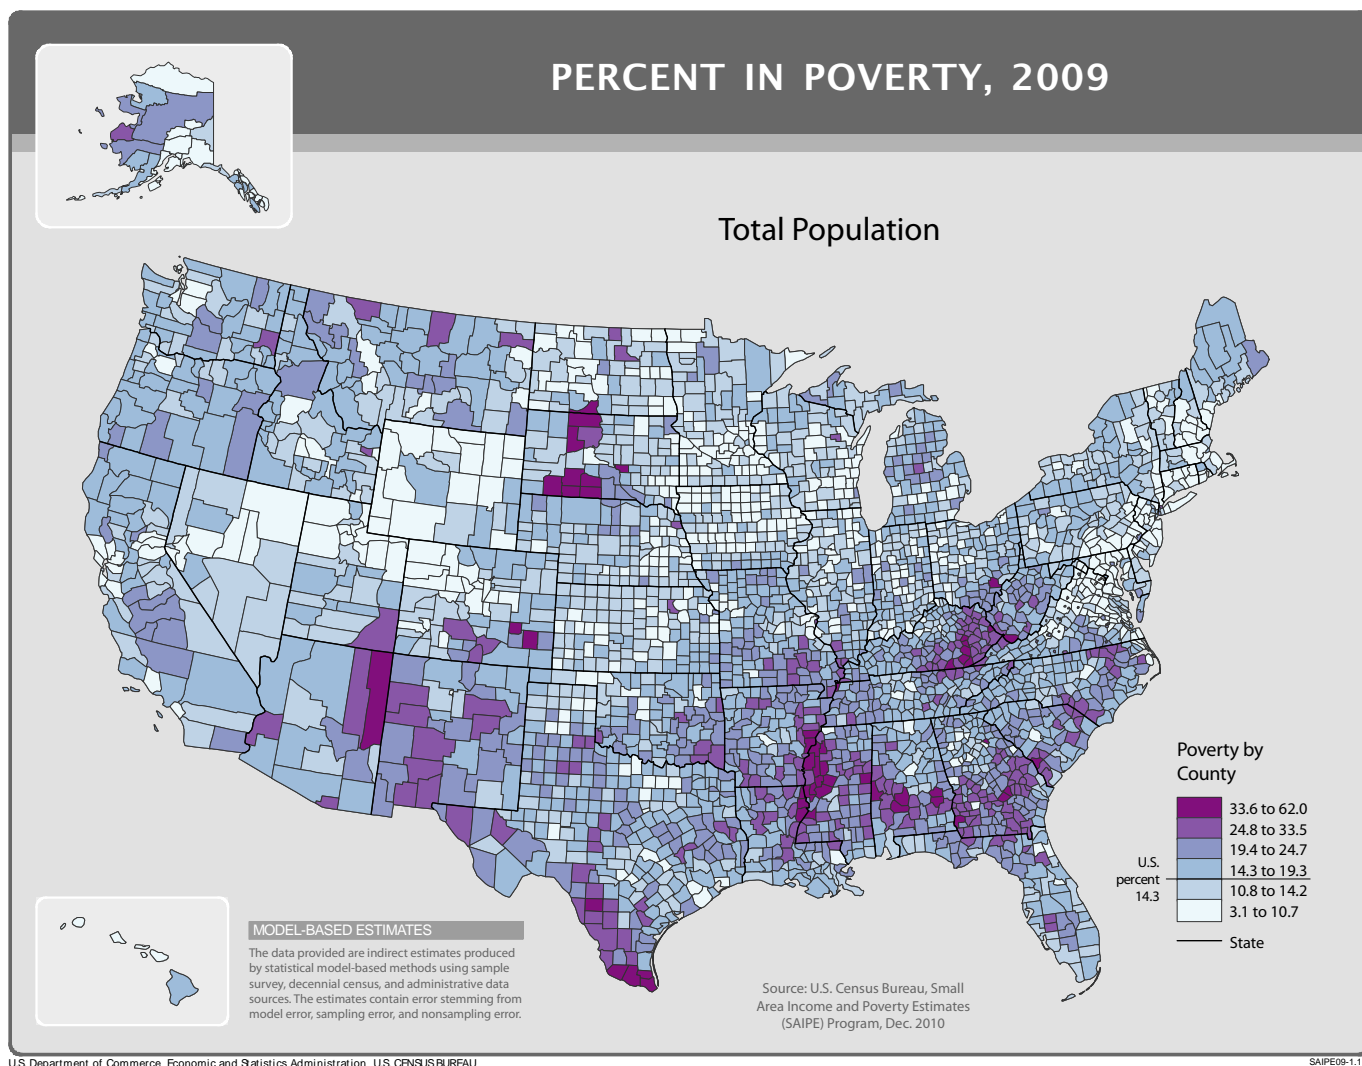 PERCENT IN POVERTY, 2009
Total Population
Poverty by
County
33.6 to 62.0
24.8 to 33.5
19.4 to 24.7
14.3 to 19.3
10.8 to 14.2
3.1 to 10.7
U.S.
percent
14.3
State
MODEL-BASED ESTIMATES
The data provided are indirect estimates produced
by statistical model-based methods using sample
survey, decennial census, and administrative data
sources. The estimates contain error stemming from
model error, sampling error, and nonsampling error.
Source: U.S. Census Bureau, Small
Area Income and Poverty Estimates
(SAIPE) Program, Dec. 2010
U.S. Department of Commerce, Economic and Statistics Administration, U.S. CENSUS BUREAU
SAIPE09-1.1